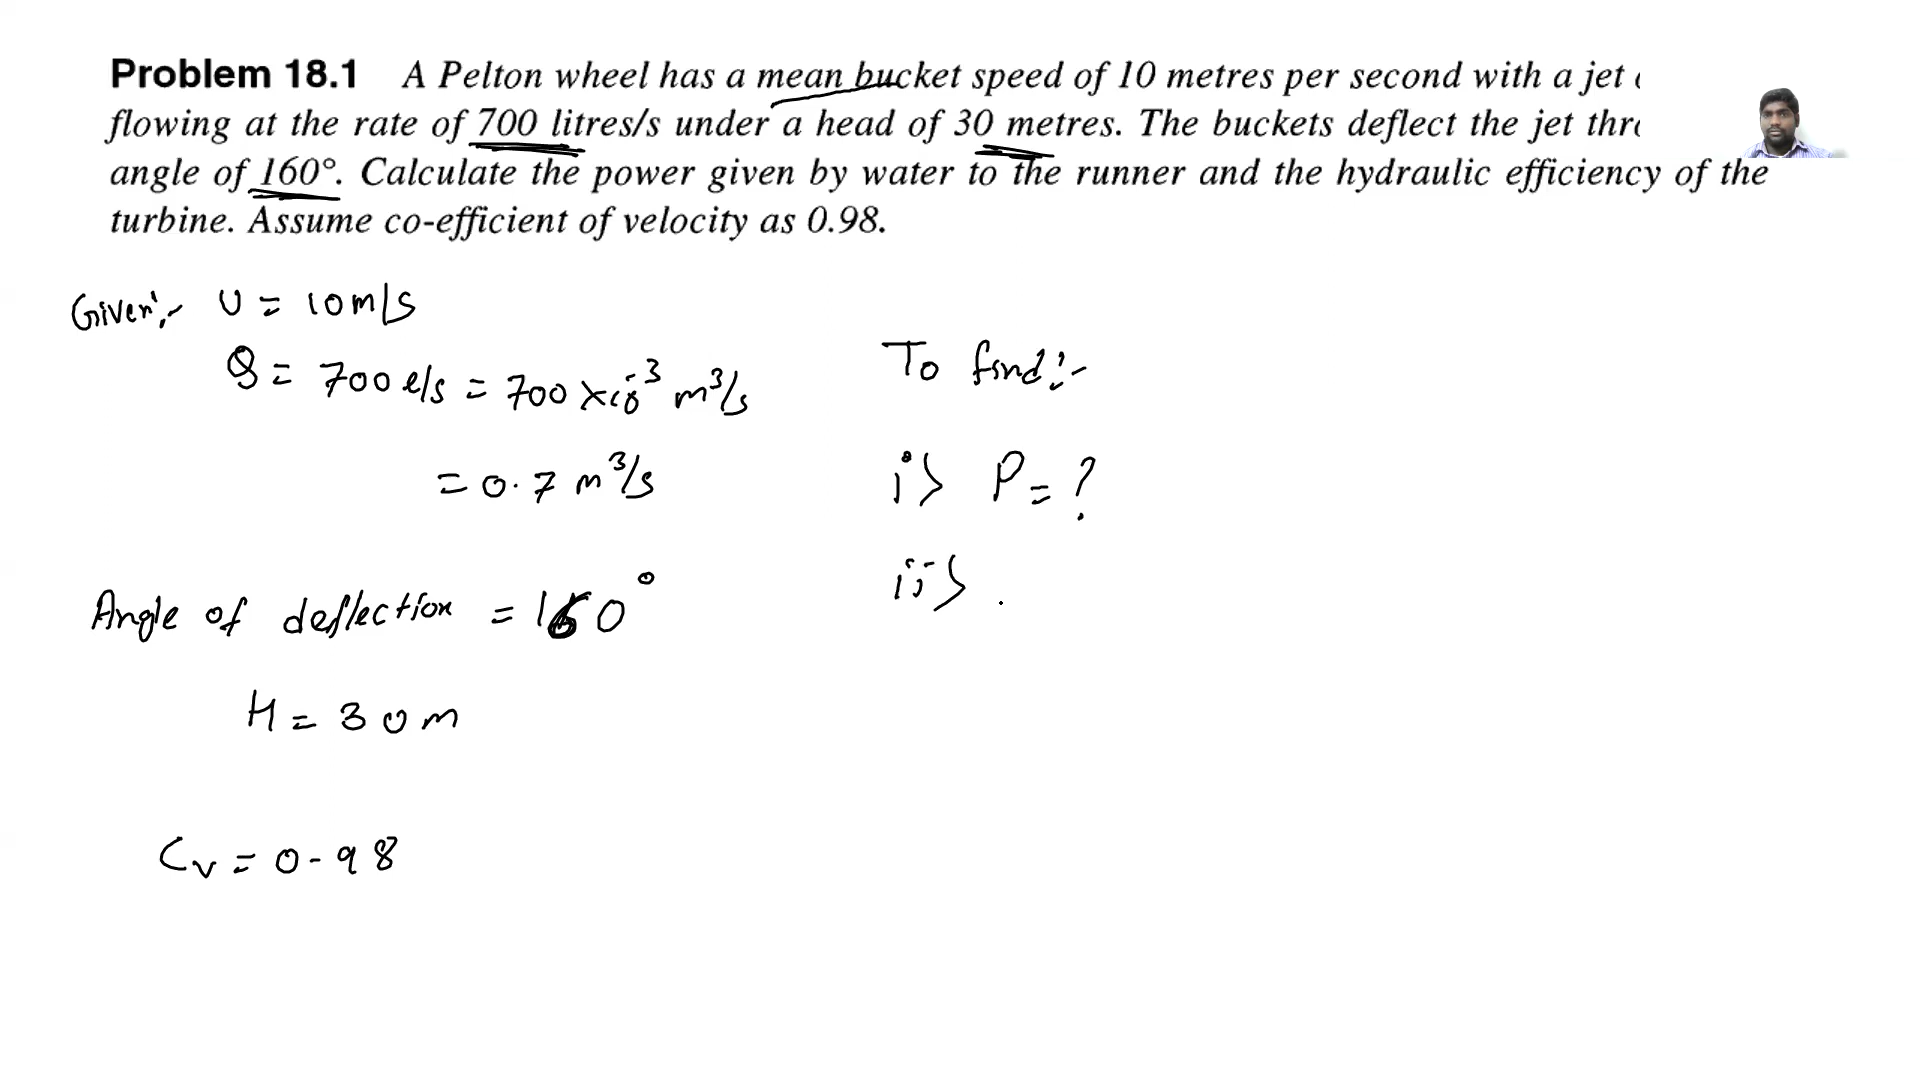 Problem 18.1 A Pelton wheel has a mean bucket speed of 10 metres per second with a jet
flowing at the rate of 700 litres/s under a head of 30 metres. The buckets deflect the jet
angle of 160°. Calculate the power given by water to the runner and the hydraulic efficiency of the
turbine. Assume co-efficient of velocity as 0.98.
Given:- U = 10 m/s
Q = 700 l/s = 700 × 10⁻³ m³/s
= 0.7 m³/s
Angle of deflection = 160°
H = 30 m
Cv = 0.98
To find:-
i> P = ?
ii> .